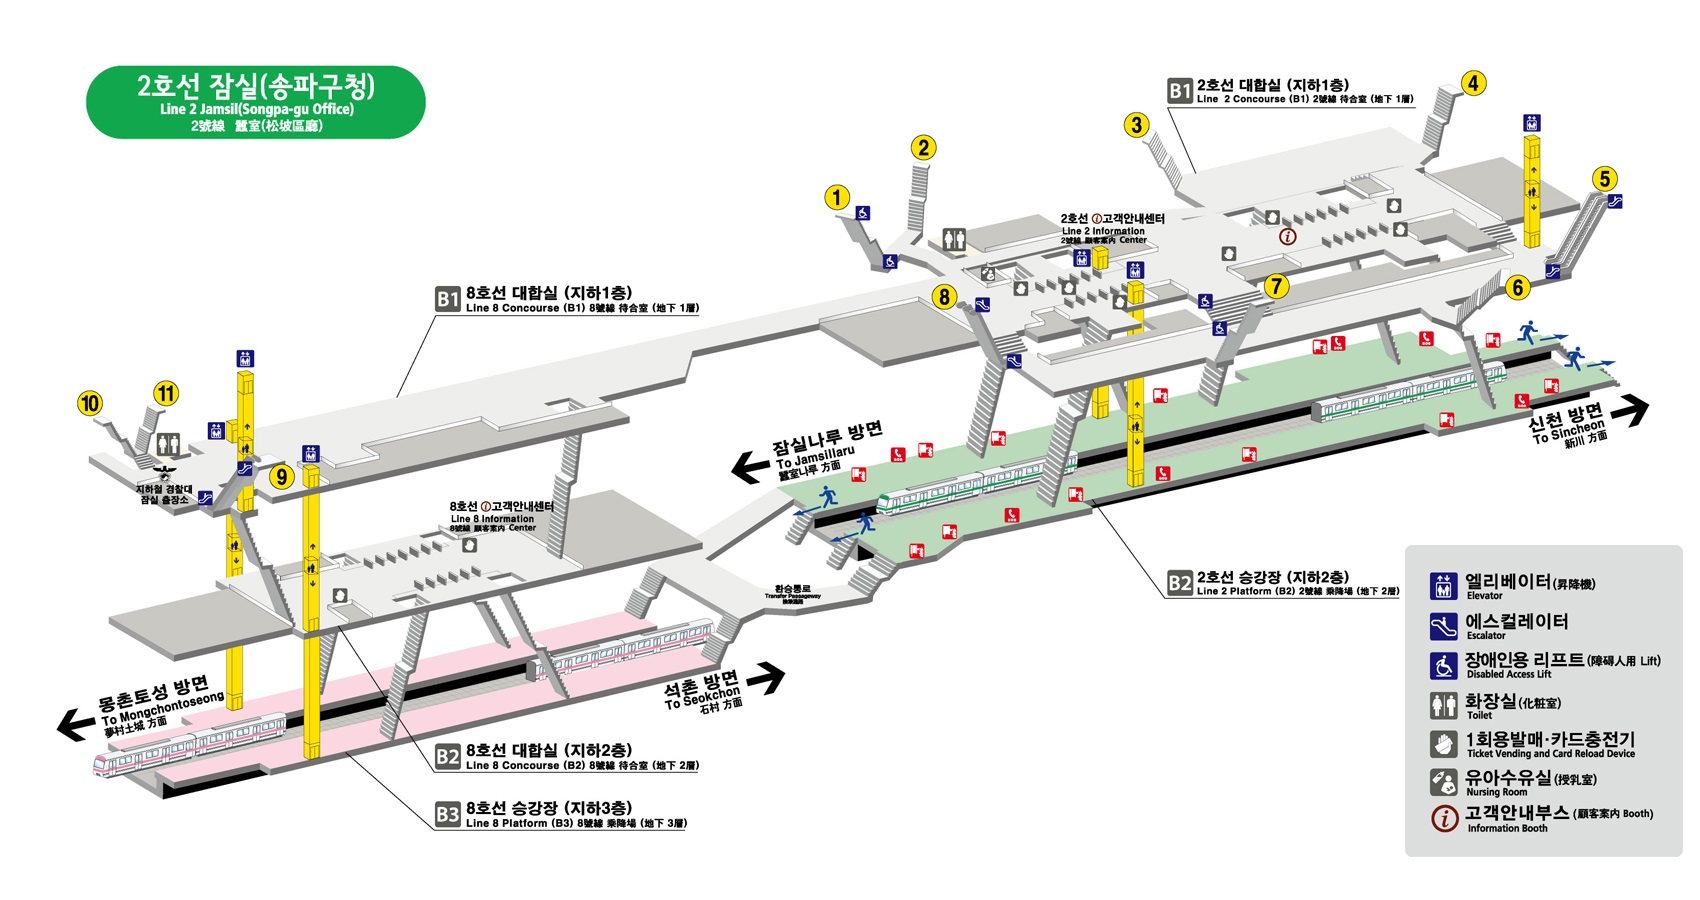 2호선 잠실(송파구청)
Line 2 Jamsil(Songpa-gu Office)
2號線 蠶室(松坡區廳)
B1 2호선 대합실 (지하1층)
Line 2 Concourse (B1) 2號線 待合室 (地下 1層)
4
3
2
5
1
2호선 i 고객안내센터
Line 2 Information
2號線 顧客案內 Center
i
7
6
8
B1 8호선 대합실 (지하1층)
Line 8 Concourse (B1) 8號線 待合室 (地下 1層)
10
11
9
지하철 경찰대
잠실 출장소
잠실나루 방면
To Jamsillaru
蠶室나루 方面
신천 방면
To Sincheon
新川 方面
8호선 i 고객안내센터
Line 8 Information
8號線 顧客案內 Center
환승통로
Transfer Passageway
換乘通路
B2 2호선 승강장 (지하2층)
Line 2 Platform (B2) 2號線 乘降場 (地下 2層)
몽촌토성 방면
To Mongchontoseong
夢村土城 方面
석촌 방면
To Seokchon
石村 方面
B2 8호선 대합실 (지하2층)
Line 8 Concourse (B2) 8號線 待合室 (地下 2層)
B3 8호선 승강장 (지하3층)
Line 8 Platform (B3) 8號線 乘降場 (地下 3層)
엘리베이터(昇降機)
Elevator
에스컬레이터
Escalator
장애인용 리프트(障碍人用 Lift)
Disabled Access Lift
화장실(化粧室)
Toilet
1회용발매·카드충전기
Ticket Vending and Card Reload Device
유아수유실(授乳室)
Nursing Room
i 고객안내부스(顧客案內 Booth)
Information Booth